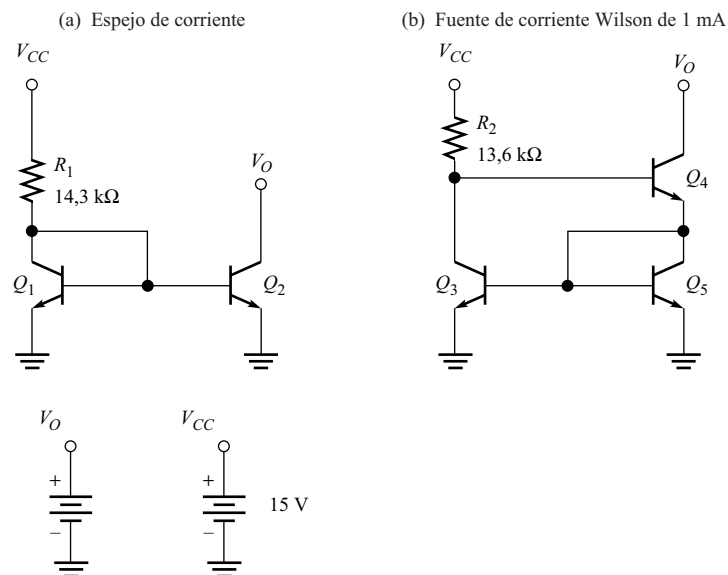 (a) Espejo de corriente
(b) Fuente de corriente Wilson de 1 mA
V_CC
R_1
14,3 kΩ
V_O
Q_1
Q_2
V_CC
V_O
R_2
13,6 kΩ
Q_4
Q_3
Q_5
V_O
+
−
V_CC
+
−
15 V